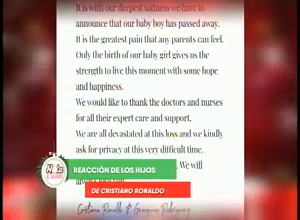 It is with our deepest sadness we have to
announce that our baby boy has passed away.
It is the greatest pain that any parents can feel.
Only the birth of our baby girl gives us the
strength to live this moment with some hope
and happiness.
We would like to thank the doctors and nurses
for all their expert care and support.
We are all devastated at this loss and we kindly
ask for privacy at this very difficult time.
We will
REACCIÓN DE LOS HIJOS
DE CRISTIANO RONALDO
Cristiano Ronaldo & Georgina Rodriguez